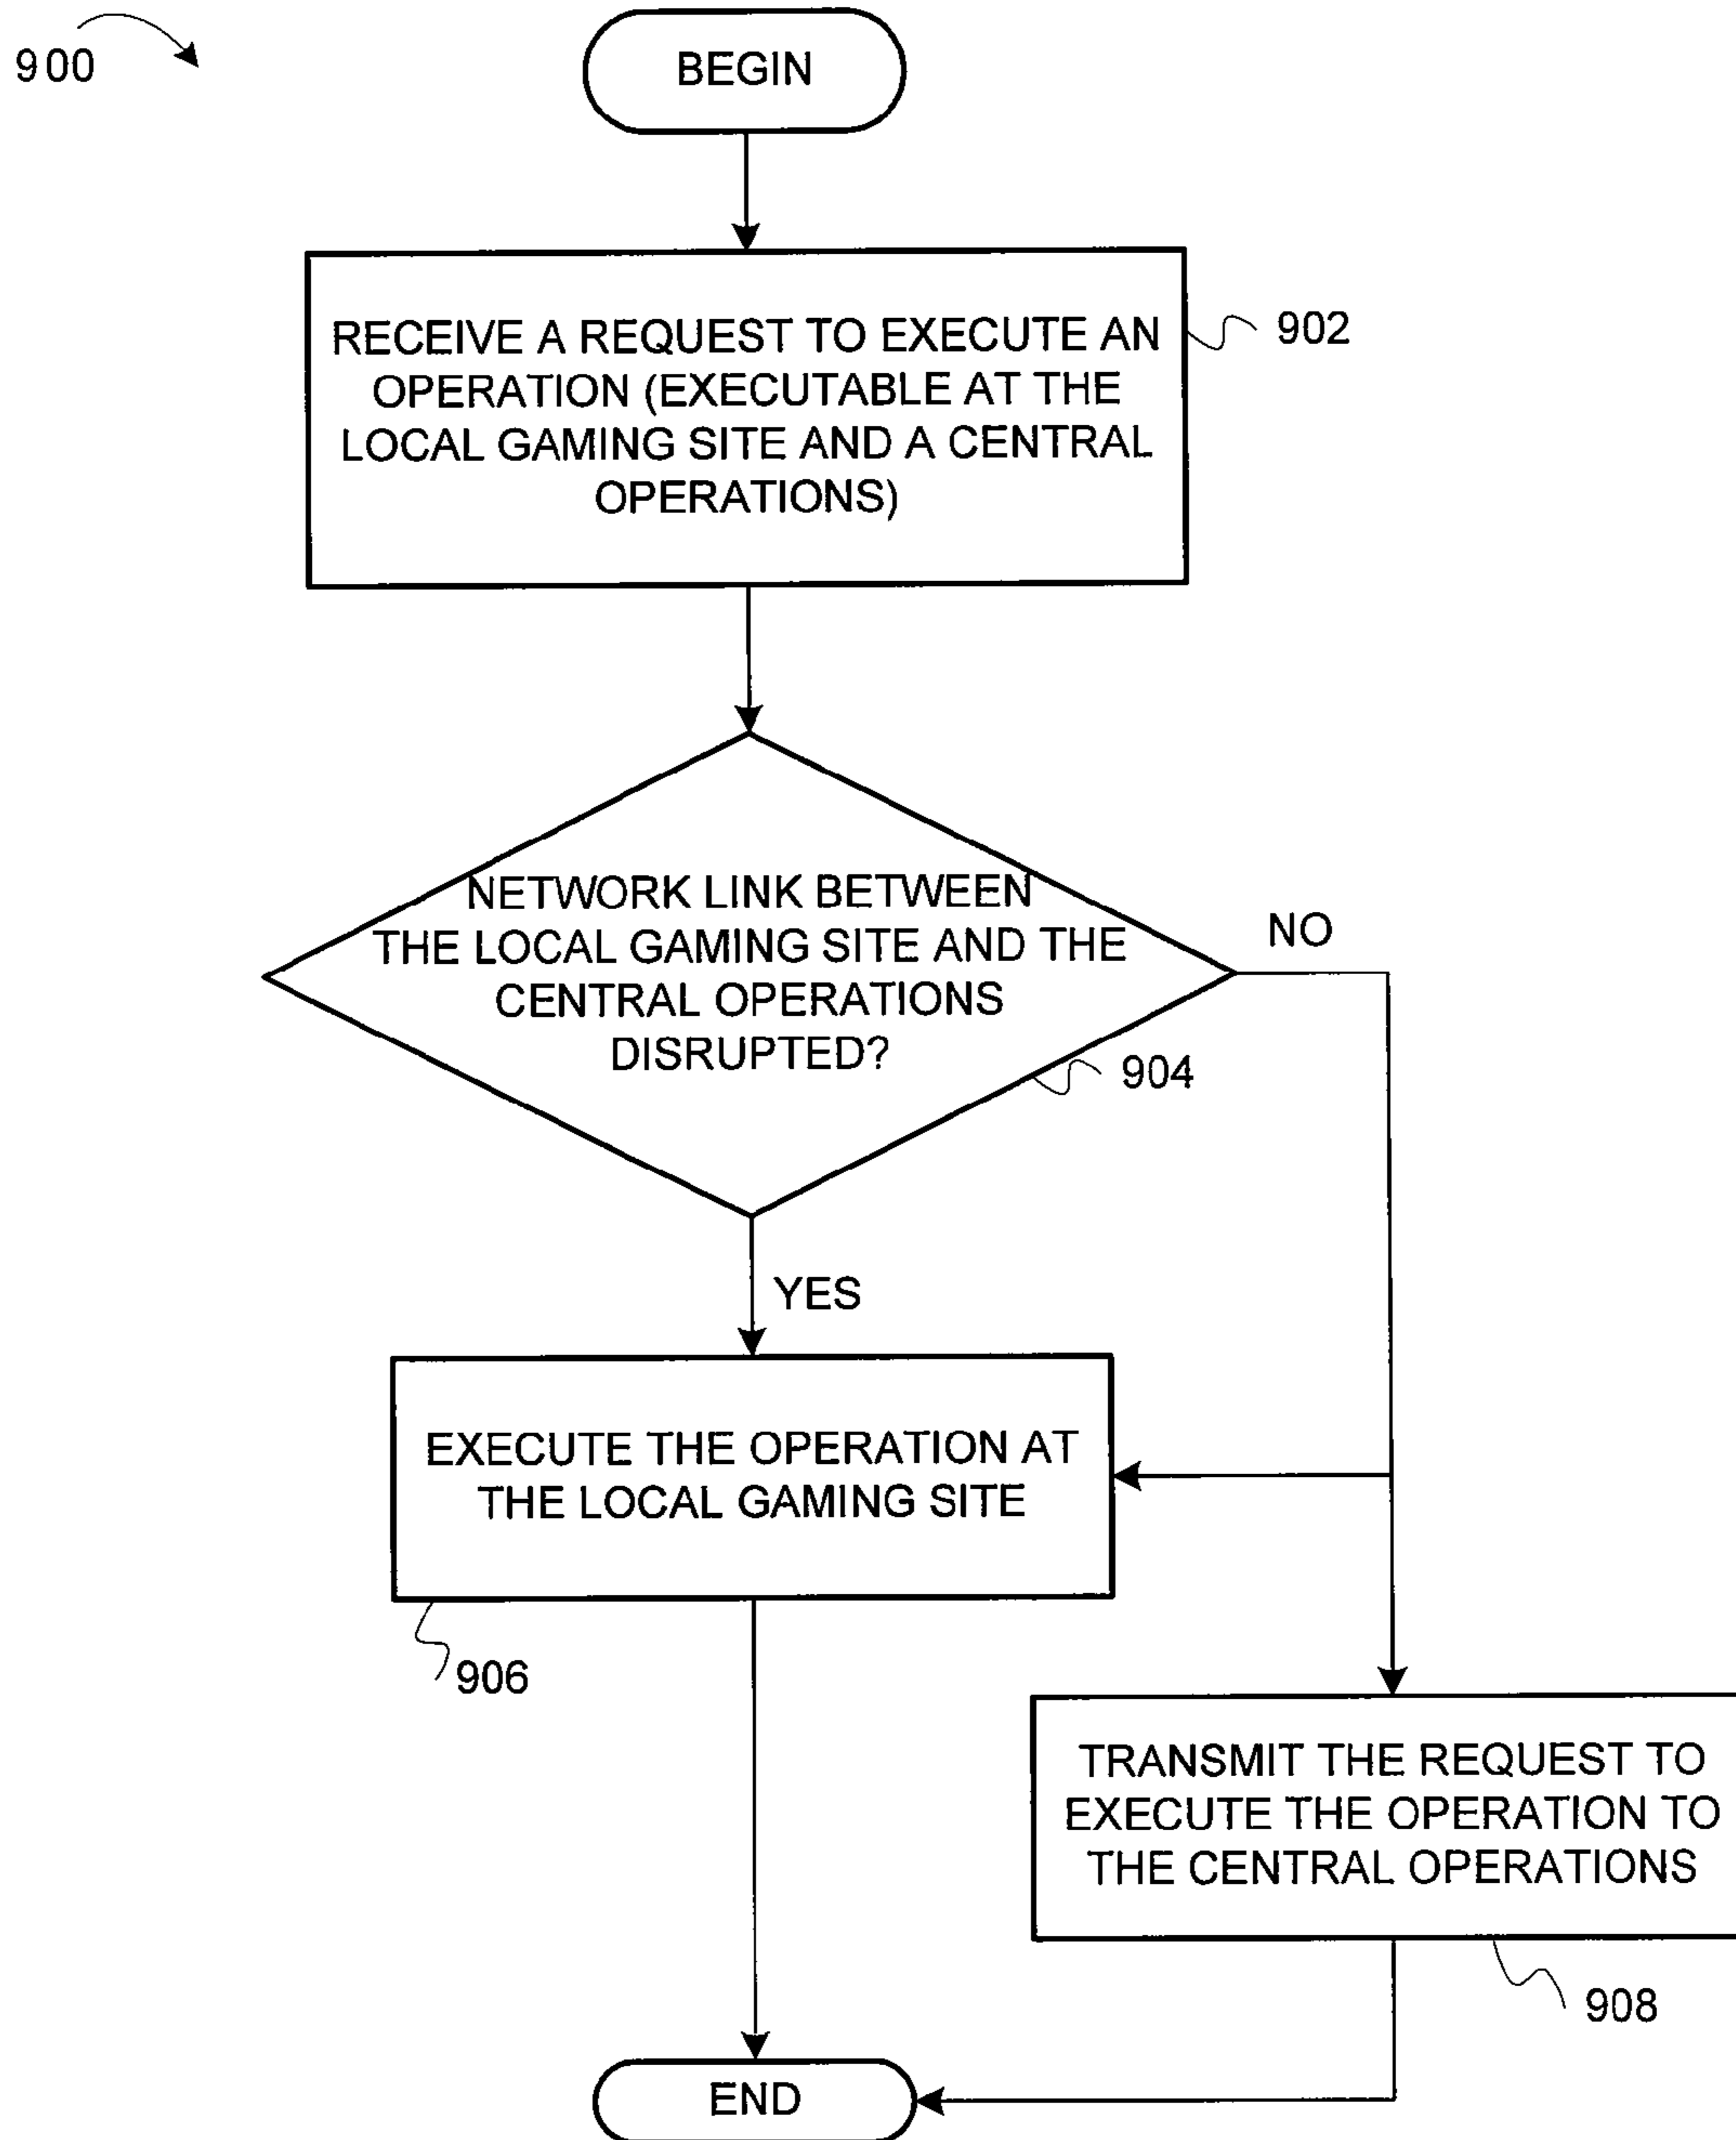 900
BEGIN
RECEIVE A REQUEST TO EXECUTE AN
OPERATION (EXECUTABLE AT THE
LOCAL GAMING SITE AND A CENTRAL
OPERATIONS)
902
NETWORK LINK BETWEEN
THE LOCAL GAMING SITE AND THE
CENTRAL OPERATIONS
DISRUPTED?
904
NO
YES
EXECUTE THE OPERATION AT
THE LOCAL GAMING SITE
906
TRANSMIT THE REQUEST TO
EXECUTE THE OPERATION TO
THE CENTRAL OPERATIONS
908
END